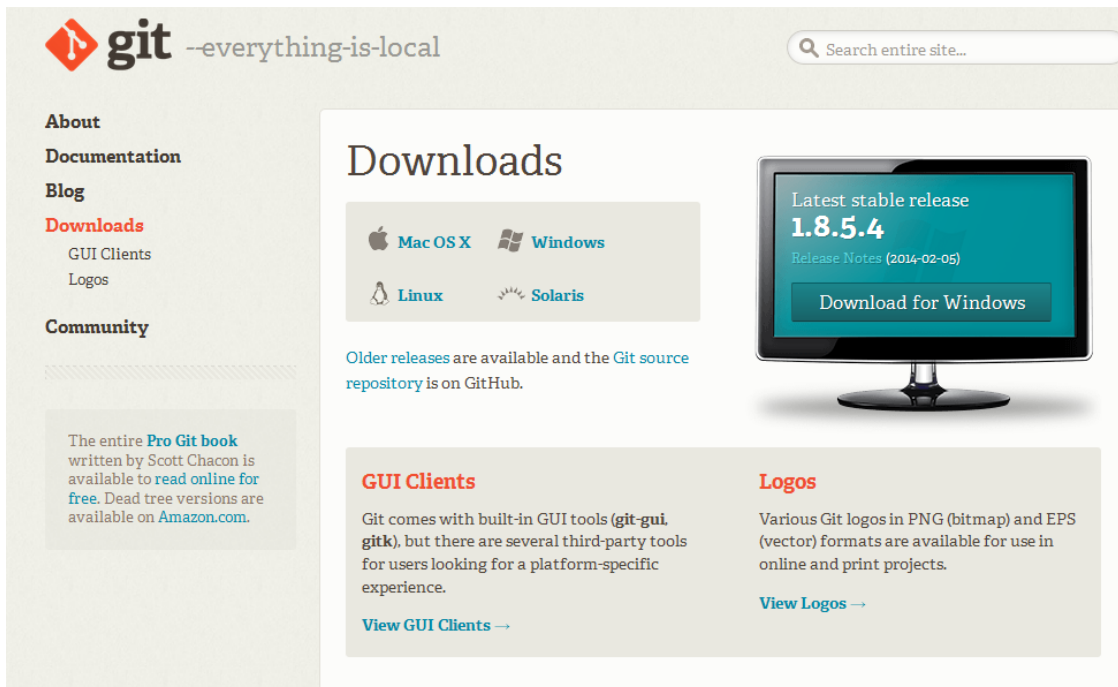 git --everything-is-local
Search entire site...
About
Documentation
Blog
Downloads
GUI Clients
Logos
Community
The entire Pro Git book
written by Scott Chacon is
available to read online for
free. Dead tree versions are
available on Amazon.com.
Downloads
Mac OS X
Windows
Linux
Solaris
Older releases are available and the Git source
repository is on GitHub.
Latest stable release
1.8.5.4
Release Notes (2014-02-05)
Download for Windows
GUI Clients
Git comes with built-in GUI tools (git-gui,
gitk), but there are several third-party tools
for users looking for a platform-specific
experience.
View GUI Clients →
Logos
Various Git logos in PNG (bitmap) and EPS
(vector) formats are available for use in
online and print projects.
View Logos →